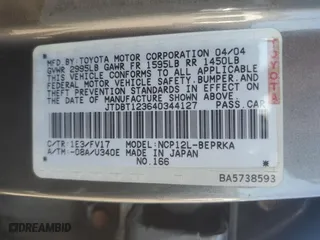 MFD. BY: TOYOTA MOTOR CORPORATION 04/04
GVWR 2995LB GAWR FR 1595LB RR 1450LB
THIS VEHICLE CONFORMS TO ALL APPLICABLE
FEDERAL MOTOR VEHICLE SAFETY, BUMPER, AND
THEFT PREVENTION STANDARDS IN EFFECT ON
THE DATE OF MANUFACTURE SHOWN ABOVE.
JTDBT123640344127 PASS. CAR
C/TR: 1E3/FV17 MODEL: NCP12L-BEPRKA
A/TM: -08A/U340E MADE IN JAPAN
NO. 166
BA5738593
TOYOTA
© DREAMBID